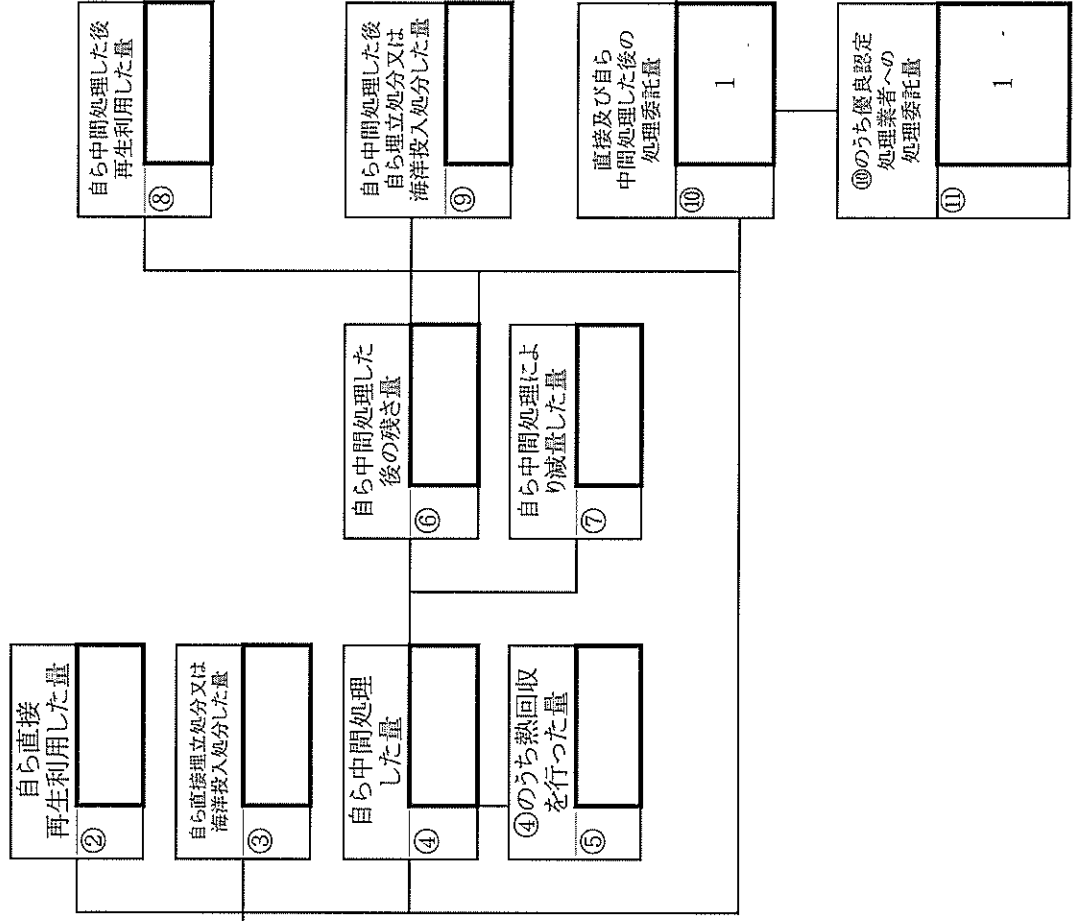 自ら直接
再生利用した量
②
自ら直接埋立処分又は
海洋投入処分した量
③
自ら中間処理
した量
④
④のうち熱回収
を行った量
⑤
自ら中間処理した
後の残さ量
⑥
自ら中間処理によ
り減量した量
⑦
自ら中間処理した後
再生利用した量
⑧
自ら中間処理した後
自ら埋立処分又は
海洋投入処分した量
⑨
直接及び自ら
中間処理した後の
処理委託量
⑩
1
⑩のうち優良認定
処理業者への
処理委託量
⑪
1